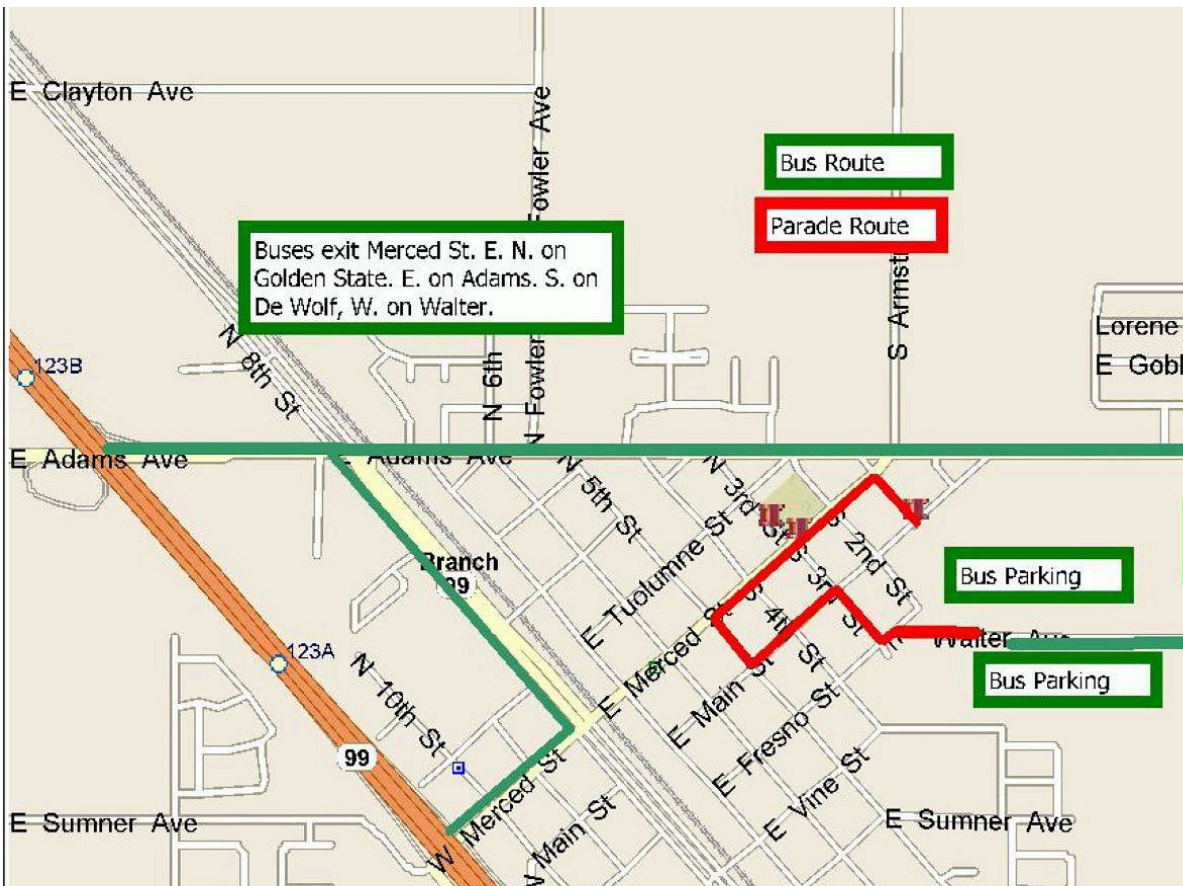 E Clayton Ave
Fowler Ave
Bus Route
Parade Route
Buses exit Merced St. E. N. on
Golden State. E. on Adams. S. on
De Wolf, W. on Walter.
S Armst
Lorene
E Gobl
123B
N 8th St
N 6th
N Fowler
E Adams Ave
E Adams Ave
N 5th St
N 3rd St
S 2nd St
Branch
99
E Tuolumne St
S 3rd St
Bus Parking
S 4th St
Walter Ave
123A
E Merced St
Bus Parking
N 10th St
E Main St
E Fresno St
99
E Vine St
E Sumner Ave
W Merced St
W Main St
E Sumner Ave